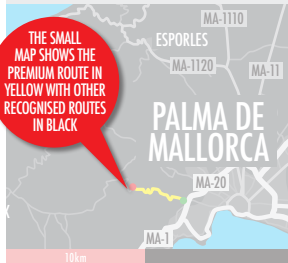 MA-1110
THE SMALL
MAP SHOWS THE
PREMIUM ROUTE IN
YELLOW WITH OTHER
RECOGNISED ROUTES
IN BLACK
ESPORLES
MA-1120
MA-11
PALMA DE
MALLORCA
MA-20
MA-1
10km